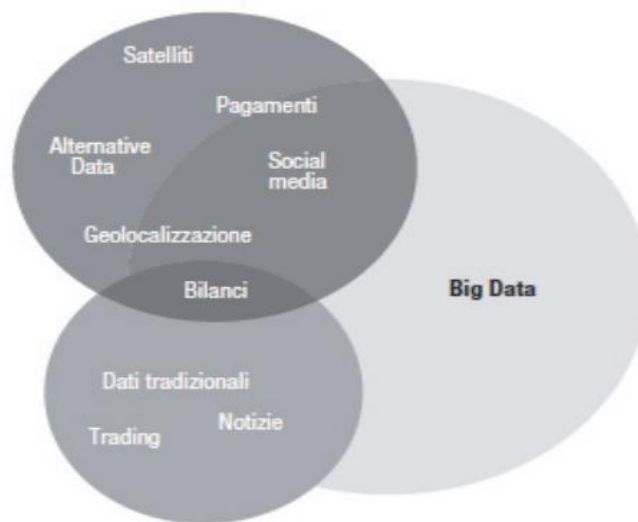 Satelliti
Pagamenti
Alternative
Data
Social
media
Geolocalizzazione
Bilanci
Big Data
Dati tradizionali
Notizie
Trading